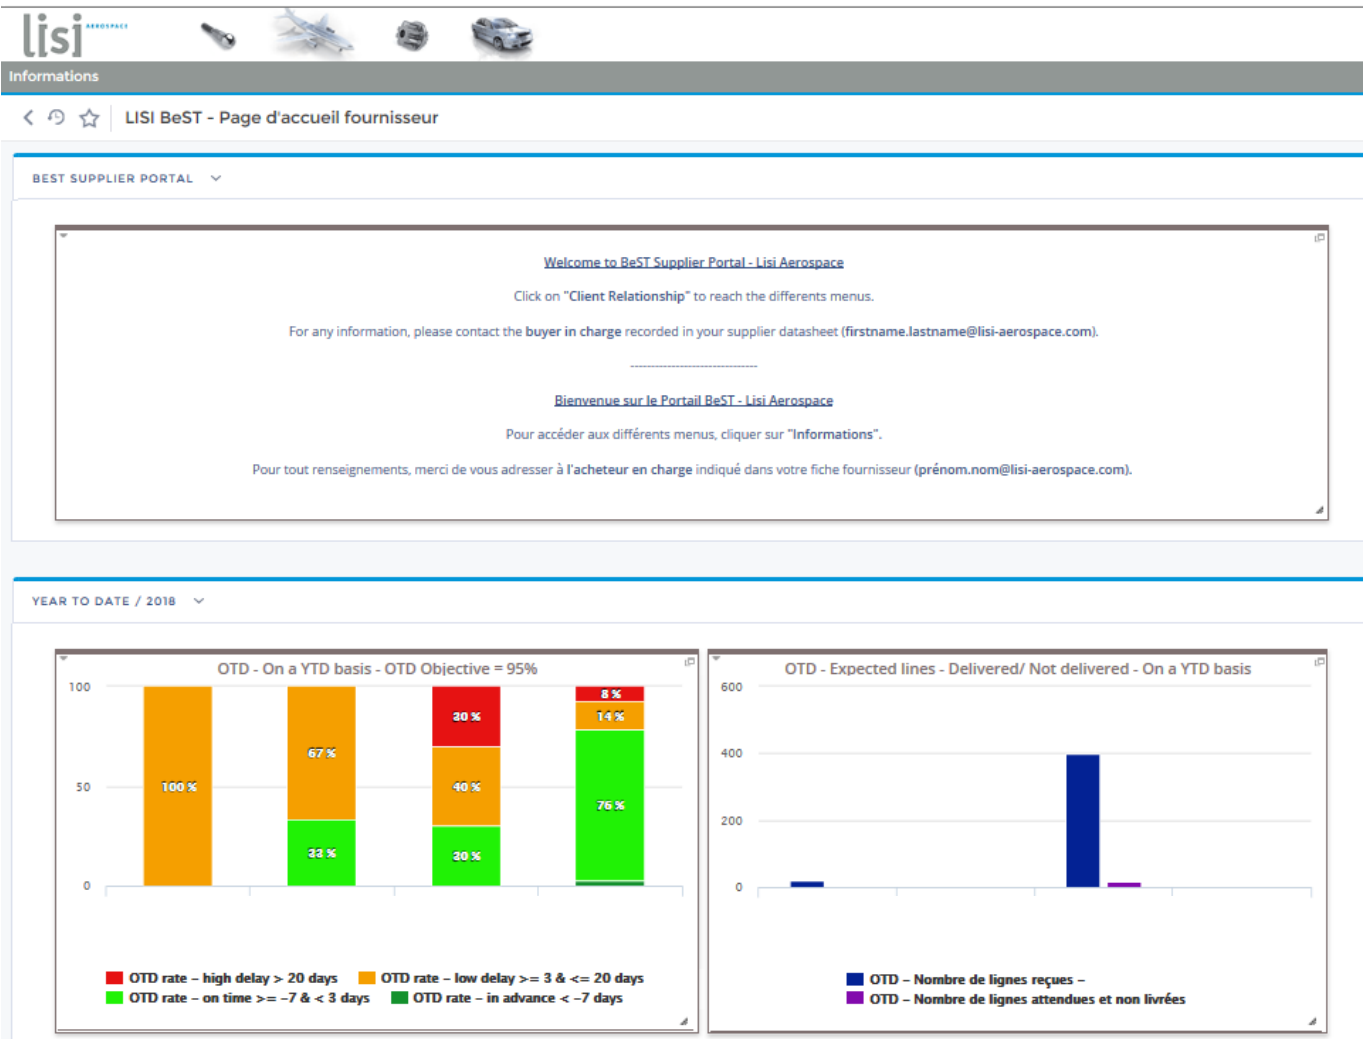 lisi AEROSPACE
Informations
LISI BeST - Page d'accueil fournisseur
BEST SUPPLIER PORTAL
Welcome to BeST Supplier Portal - Lisi Aerospace
Click on "Client Relationship" to reach the differents menus.
For any information, please contact the buyer in charge recorded in your supplier datasheet (firstname.lastname@lisi-aerospace.com).
------------------------------
Bienvenue sur le Portail BeST - Lisi Aerospace
Pour accéder aux différents menus, cliquer sur "Informations".
Pour tout renseignements, merci de vous adresser à l'acheteur en charge indiqué dans votre fiche fournisseur (prénom.nom@lisi-aerospace.com).
YEAR TO DATE / 2018
OTD - On a YTD basis - OTD Objective = 95%
100
50
0
100 %
67 %
33 %
30 %
40 %
30 %
8 %
14 %
76 %
OTD rate – high delay > 20 days
OTD rate – low delay >= 3 & <= 20 days
OTD rate – on time >= –7 & < 3 days
OTD rate – in advance < –7 days
OTD - Expected lines - Delivered/ Not delivered - On a YTD basis
600
400
200
0
OTD – Nombre de lignes reçues –
OTD – Nombre de lignes attendues et non livrées